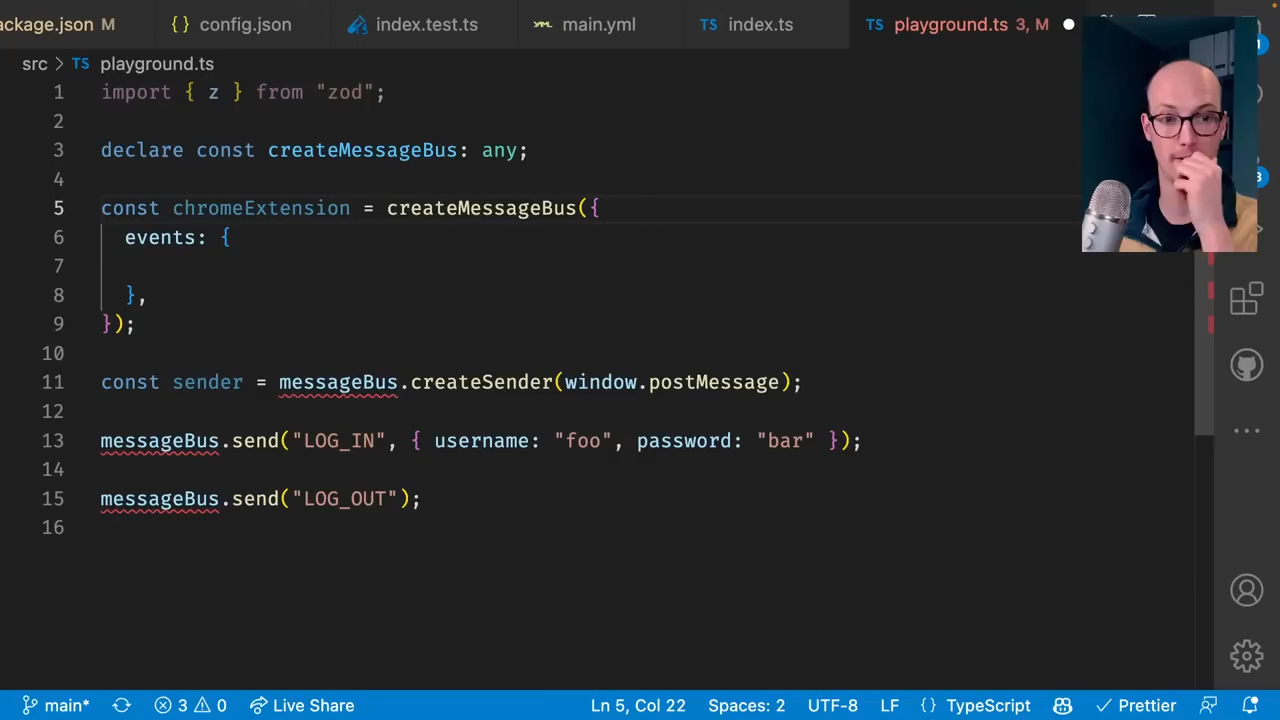 ackage.json M
config.json
index.test.ts
main.yml
TS index.ts
TS playground.ts 3, M
src > TS playground.ts
1 import { z } from "zod";
2
3 declare const createMessageBus: any;
4
5 const chromeExtension = createMessageBus({
6 events: {
7
8 },
9 });
10
11 const sender = messageBus.createSender(window.postMessage);
12
13 messageBus.send("LOG_IN", { username: "foo", password: "bar" });
14
15 messageBus.send("LOG_OUT");
16
main* 3 0 Live Share Ln 5, Col 22 Spaces: 2 UTF-8 LF {} TypeScript Prettier